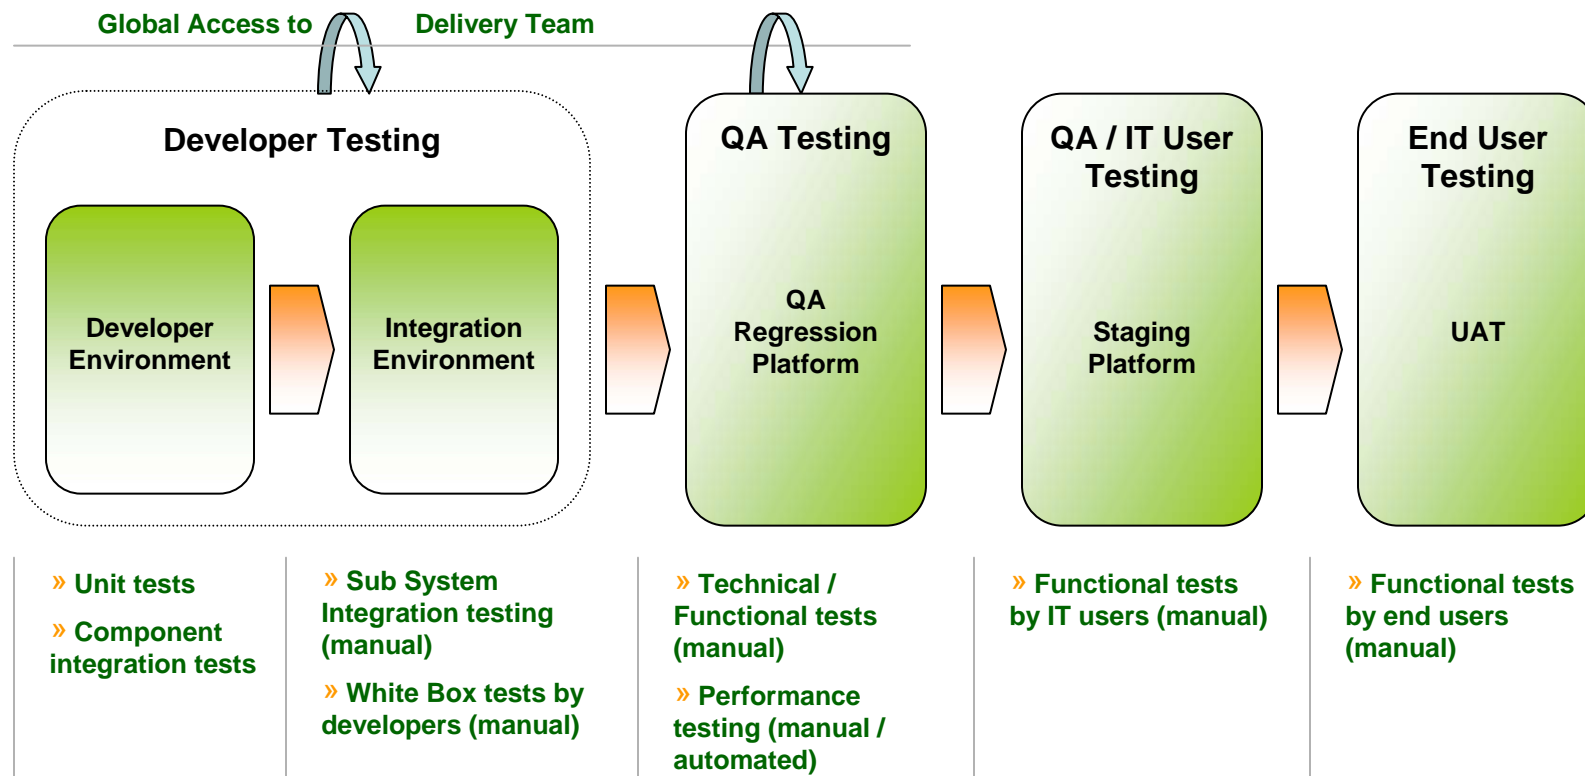 Global Access to Delivery Team
Developer Testing
Developer
Environment
Integration
Environment
QA Testing
QA
Regression
Platform
QA / IT User
Testing
Staging
Platform
End User
Testing
UAT
» Unit tests
» Component
integration tests
» Sub System
Integration testing
(manual)
» White Box tests by
developers (manual)
» Technical /
Functional tests
(manual)
» Performance
testing (manual /
automated)
» Functional tests
by IT users (manual)
» Functional tests
by end users
(manual)